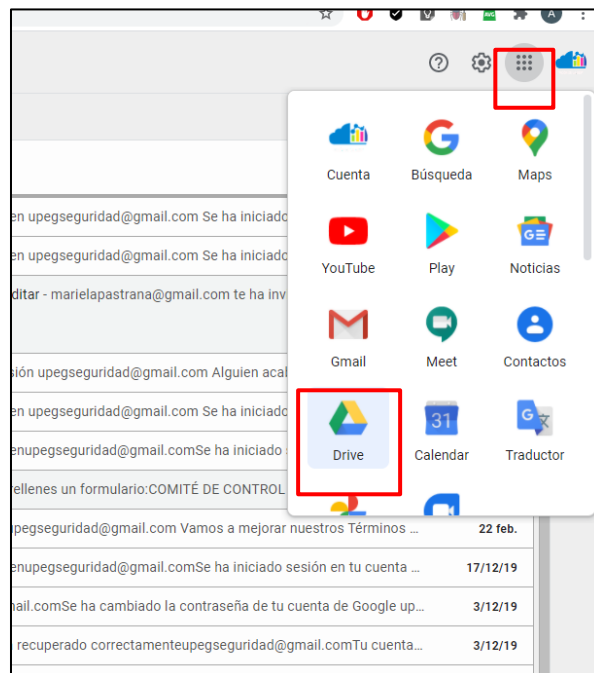 A
Cuenta Búsqueda Maps
YouTube Play Noticias
Gmail Meet Contactos
31
Drive Calendar Traductor
en upegseguridad@gmail.com Se ha iniciado
en upegseguridad@gmail.com Se ha iniciado
ditar - marielapastrana@gmail.com te ha inv
sión upegseguridad@gmail.com Alguien acal
en upegseguridad@gmail.com Se ha iniciado
enupegseguridad@gmail.comSe ha iniciado
rellenes un formulario:COMITÉ DE CONTROL
upegseguridad@gmail.com Vamos a mejorar nuestros Términos ... 22 feb.
enupegseguridad@gmail.comSe ha iniciado sesión en tu cuenta ... 17/12/19
mail.comSe ha cambiado la contraseña de tu cuenta de Google up... 3/12/19
recuperado correctamenteupegseguridad@gmail.comTu cuenta... 3/12/19